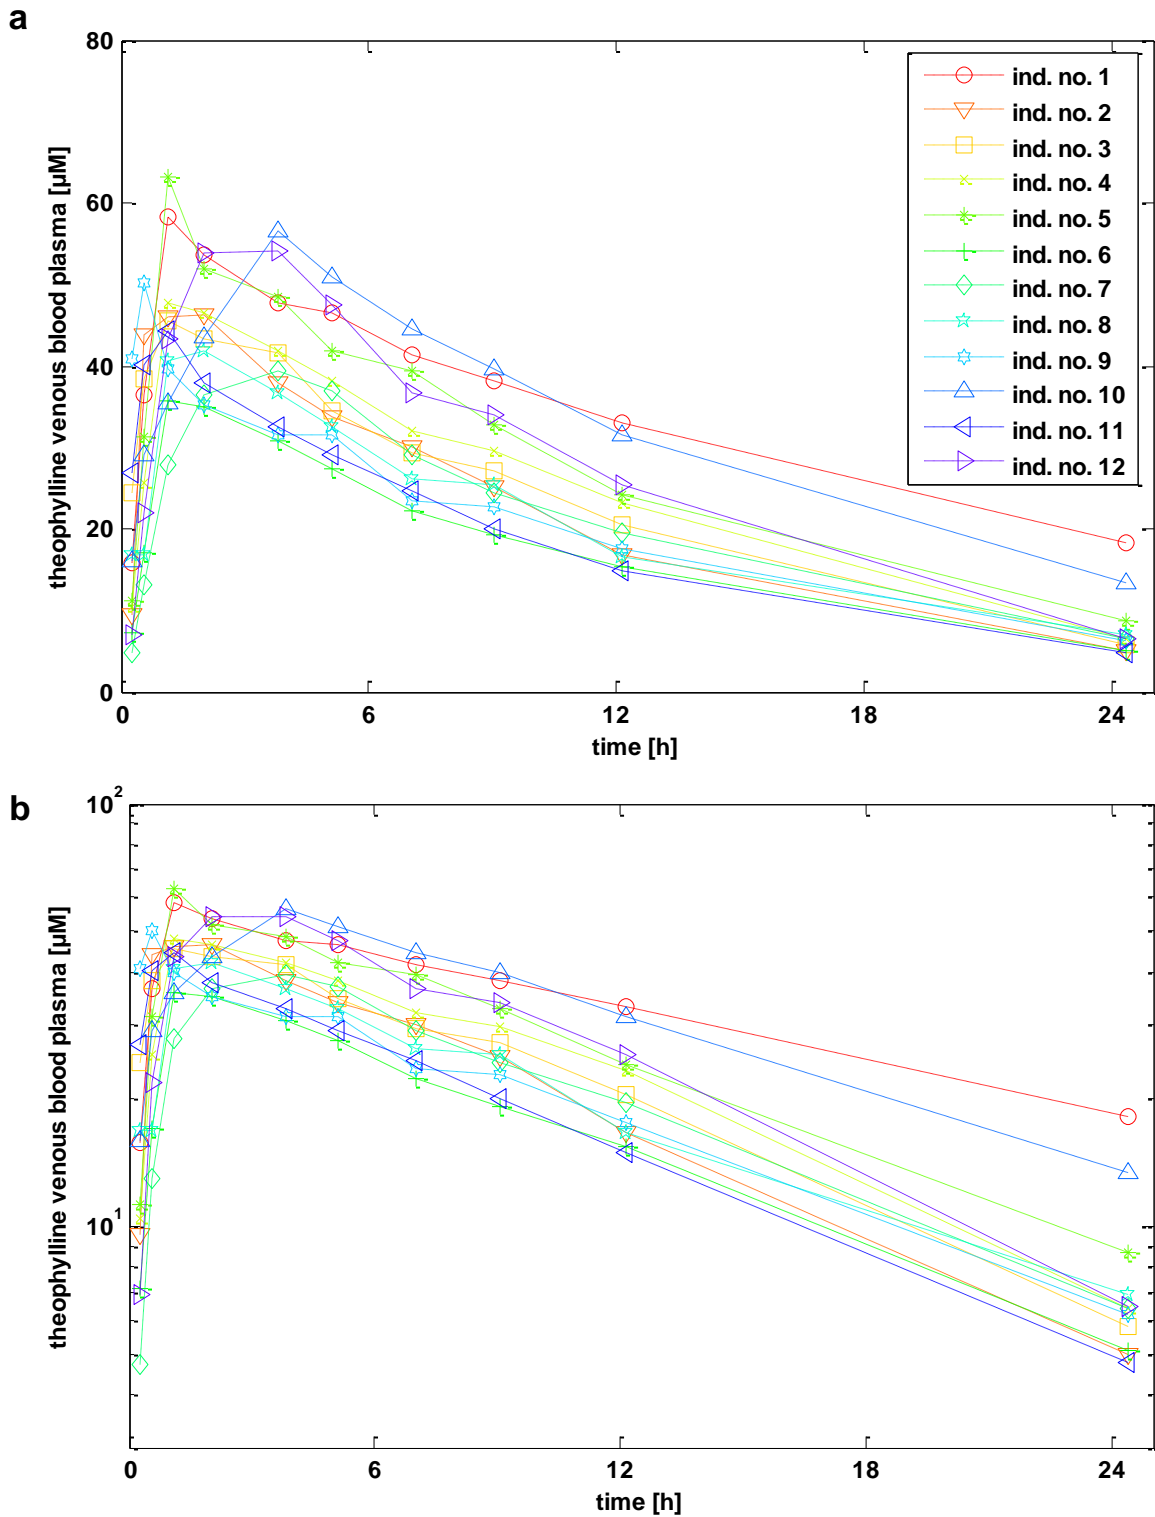 a
80
60
40
20
0
theophylline venous blood plasma [µM]
ind. no. 1
ind. no. 2
ind. no. 3
ind. no. 4
ind. no. 5
ind. no. 6
ind. no. 7
ind. no. 8
ind. no. 9
ind. no. 10
ind. no. 11
ind. no. 12
0 6 12 18 24
time [h]
b
10²
10¹
theophylline venous blood plasma [µM]
0 6 12 18 24
time [h]